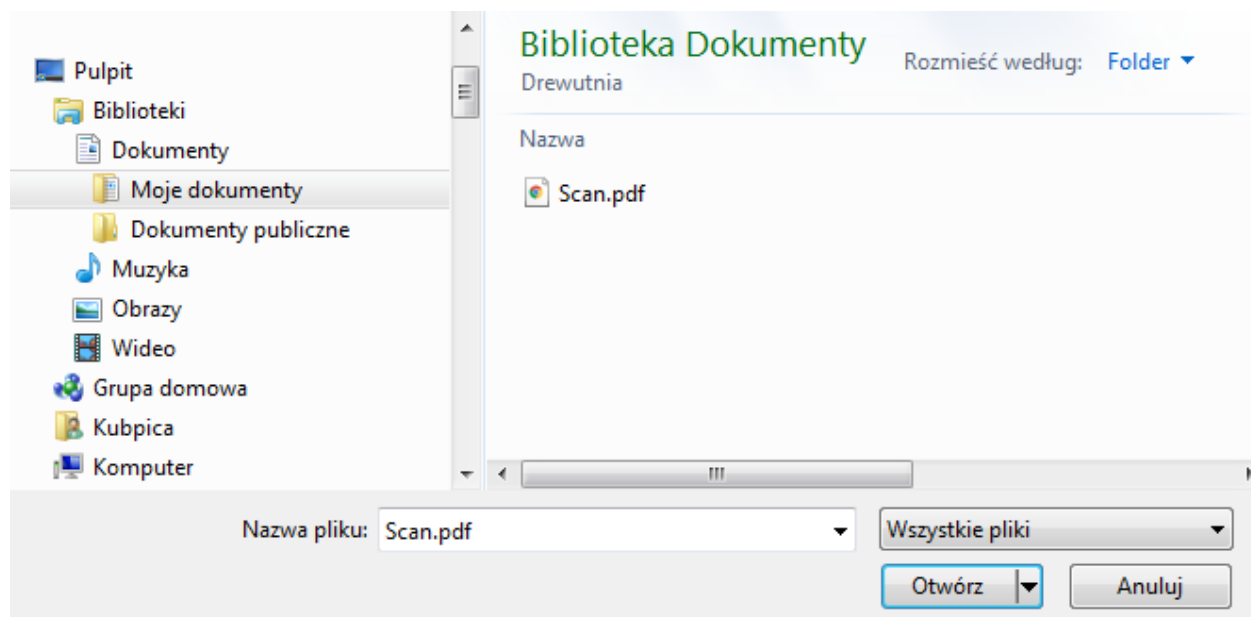 Pulpit
Biblioteki
Dokumenty
Moje dokumenty
Dokumenty publiczne
Muzyka
Obrazy
Wideo
Grupa domowa
Kubpica
Komputer
Biblioteka Dokumenty
Drewutnia
Rozmieść według: Folder
Nazwa
Scan.pdf
Nazwa pliku: Scan.pdf
Wszystkie pliki
Otwórz
Anuluj